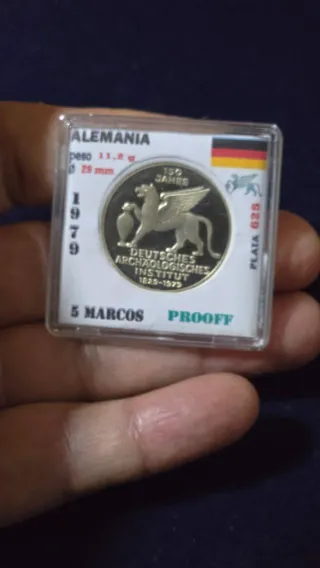 ALEMANIA
peso 11,2 g
Ø 29 mm
1979
PLATA 625
150
JAHRE
DEUTSCHES
ARCHÄOLOGISCHES
INSTITUT
1829-1979
5 MARCOS
PROOFF